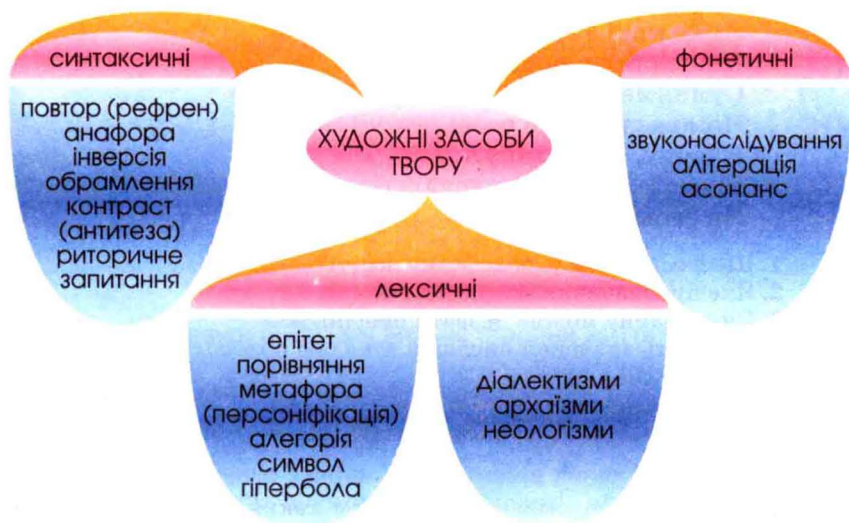 ХУДОЖНІ ЗАСОБИ
ТВОРУ
синтаксичні
повтор (рефрен)
анафора
інверсія
обрамлення
контраст
(антитеза)
риторичне
запитання
лексичні
епітет
порівняння
метафора
(персоніфікація)
алегорія
символ
гіпербола
діалектизми
архаїзми
неологізми
фонетичні
звуконаслідування
алітерація
асонанс